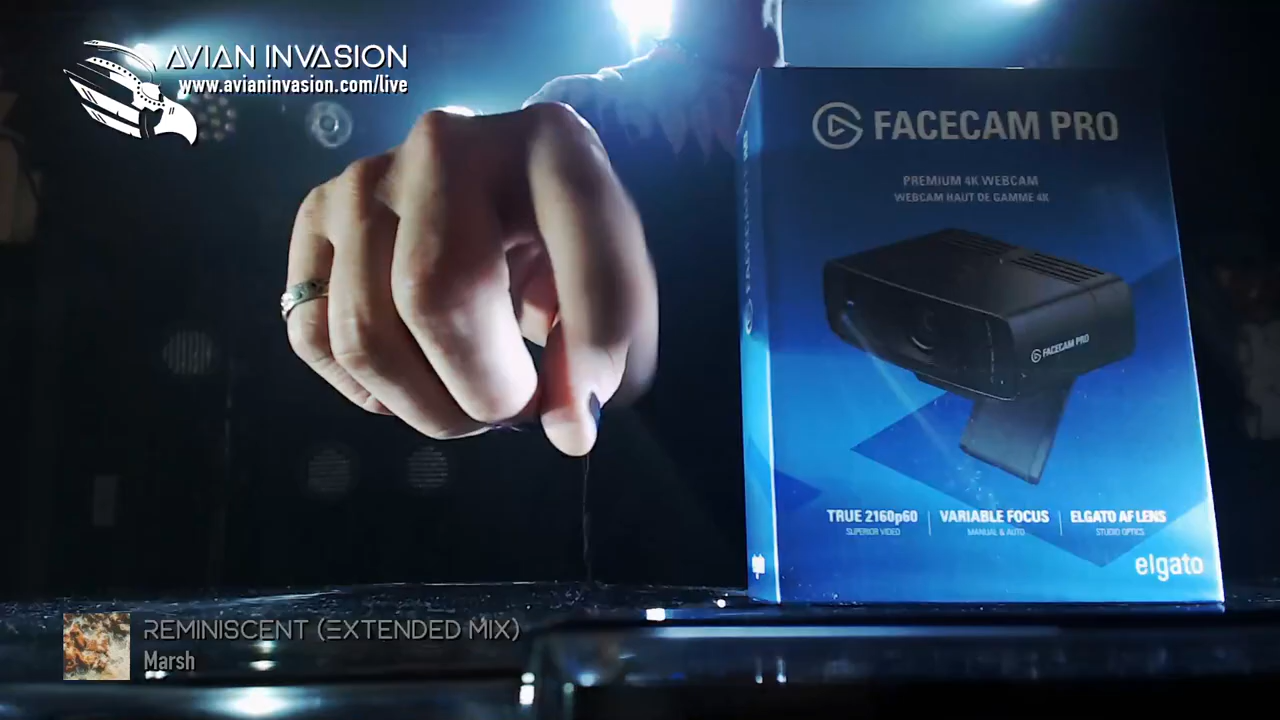 AVIAN INVASION
www.avianinvasion.com/live
FACECAM PRO
PREMIUM 4K WEBCAM
WEBCAM HAUT DE GAMME 4K
FACECAM PRO
TRUE 2160p60
SUPERIOR VIDEO
VARIABLE FOCUS
MANUAL & AUTO
ELGATO AF LENS
STUDIO OPTICS
elgato
REMINISCENT (EXTENDED MIX)
Marsh